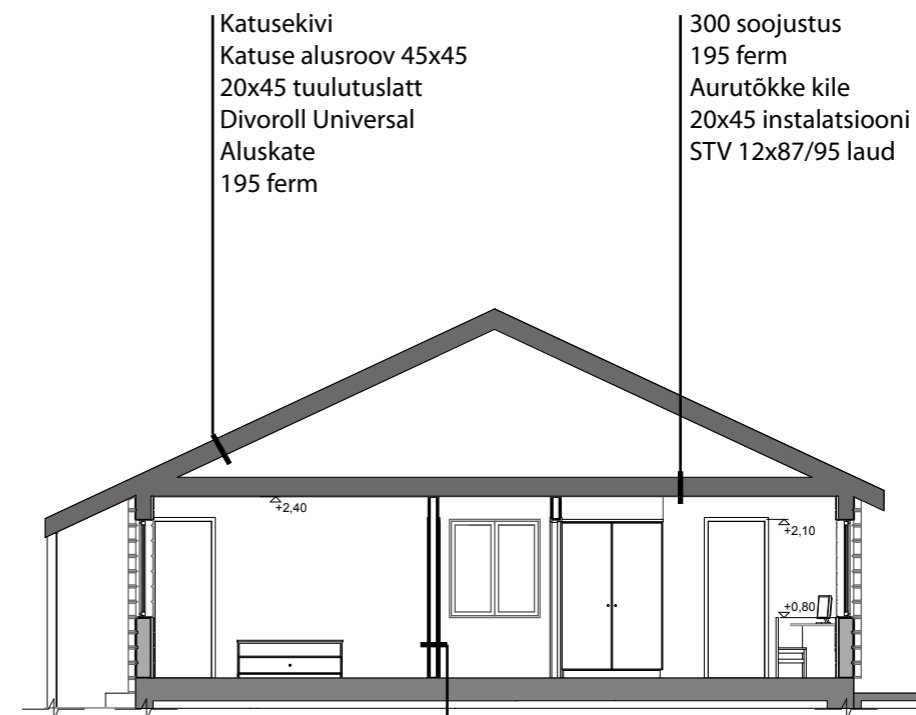 Katusekivi
Katuse alusroov 45x45
20x45 tuulutuslatt
Divoroll Universal
Aluskate
195 ferm
300 soojustus
195 ferm
Aurutõkke kile
20x45 instalatsiooni
STV 12x87/95 laud
+2,40
+2,10
+0,80